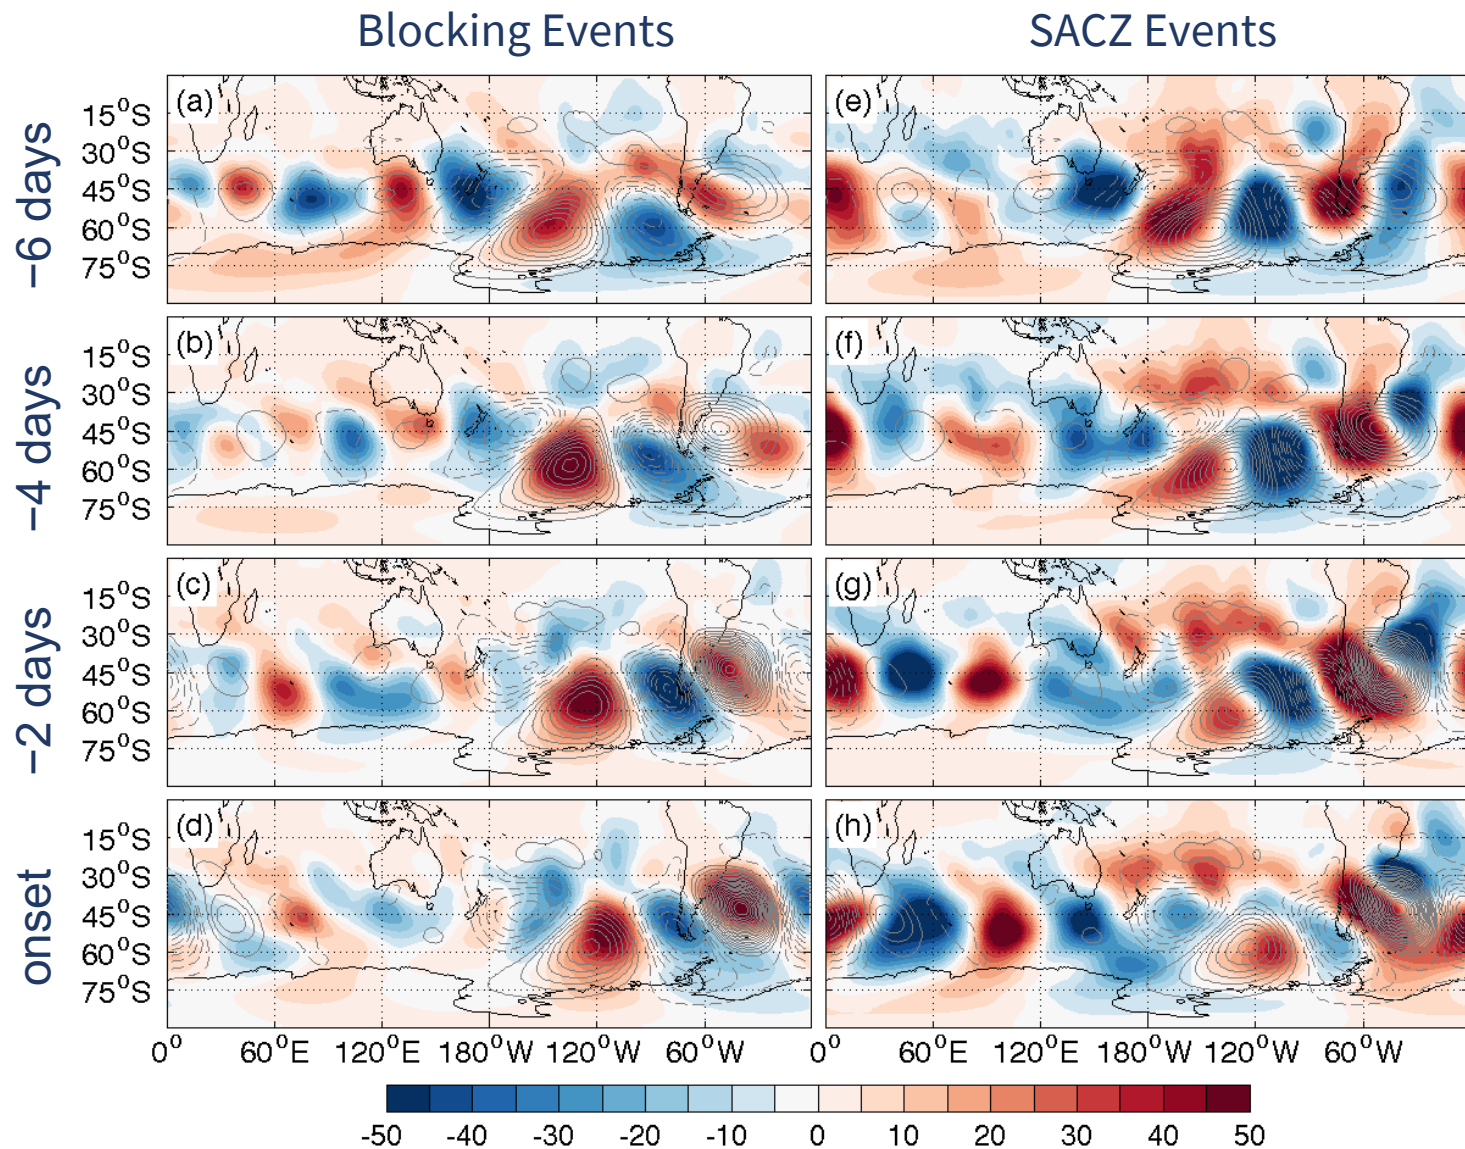 Blocking Events SACZ Events
−6 days
(a) (e)
15°S
30°S
45°S
60°S
75°S
−4 days
(b) (f)
15°S
30°S
45°S
60°S
75°S
−2 days
(c) (g)
15°S
30°S
45°S
60°S
75°S
onset
(d) (h)
15°S
30°S
45°S
60°S
75°S
0° 60°E 120°E 180°W 120°W 60°W 0° 60°E 120°E 180°W 120°W 60°W
-50 -40 -30 -20 -10 0 10 20 30 40 50